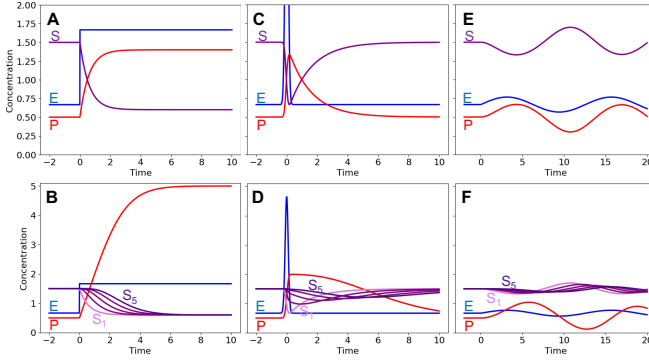 A
C
E
2.00
1.75
1.50
1.25
1.00
0.75
0.50
0.25
0.00
Concentration
S
E
P
S
E
P
S
E
P
−2 0 2 4 6 8 10
Time
−2 0 2 4 6 8 10
Time
0 5 10 15 20
Time
B
D
F
5
4
3
2
1
0
Concentration
S5
S1
E
P
S5
S1
E
P
S5
S1
E
P
−2 0 2 4 6 8 10
Time
−2 0 2 4 6 8 10
Time
0 5 10 15 20
Time